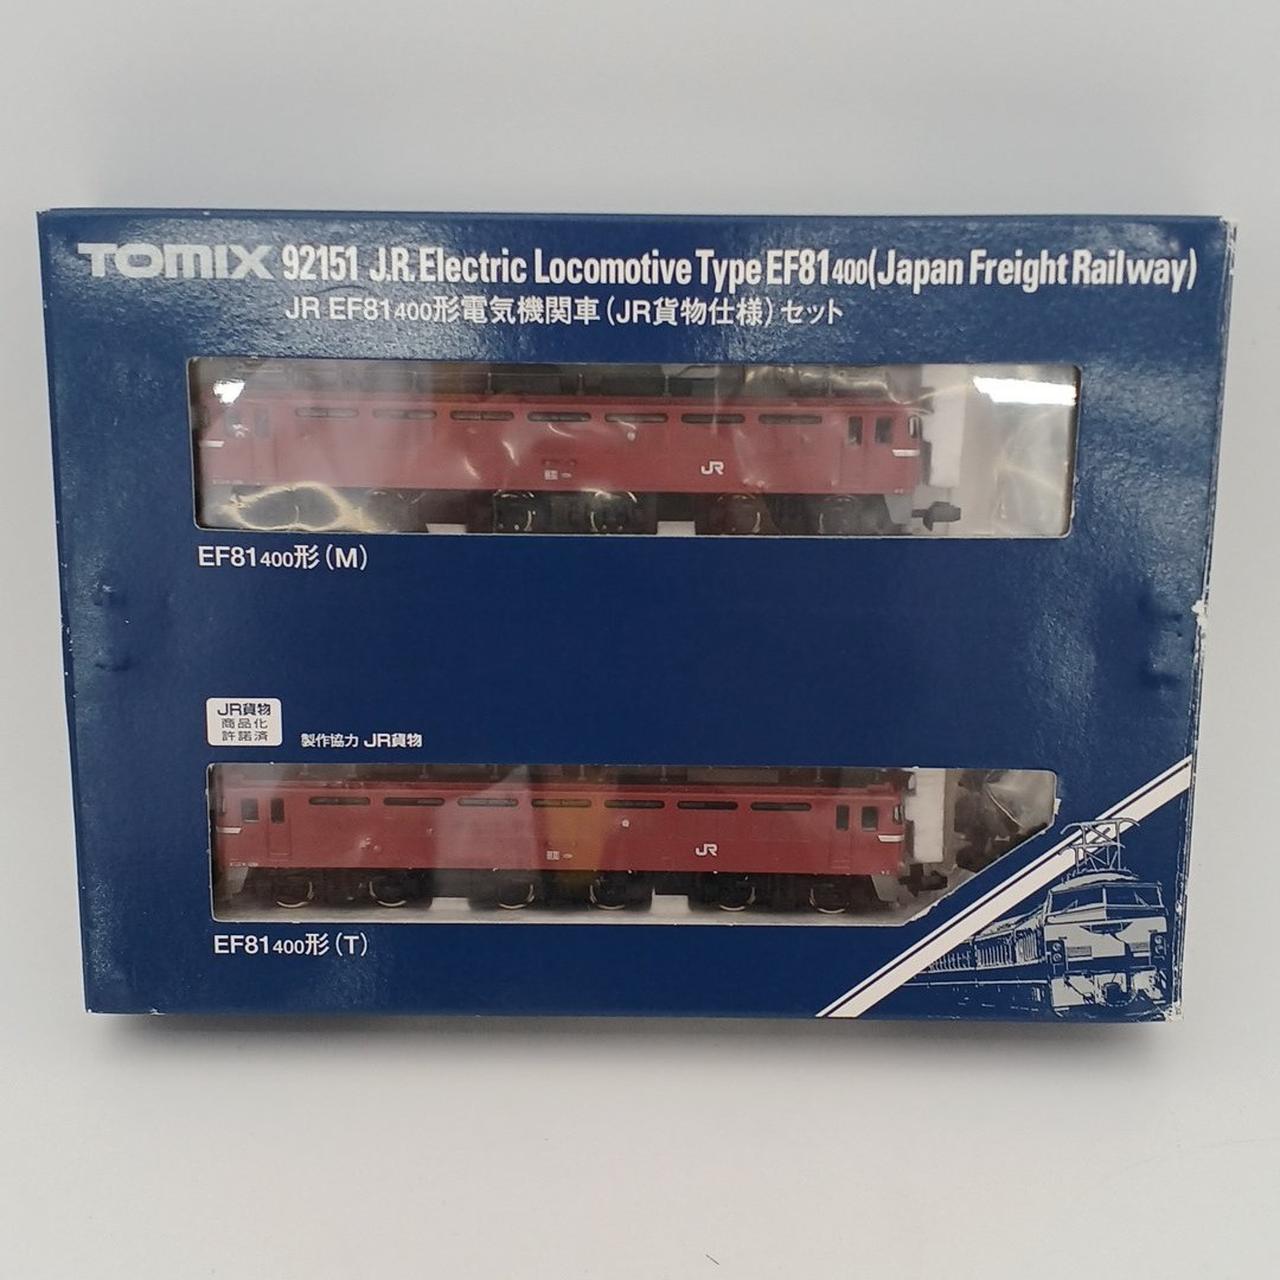 TOMIX 92151 J.R. Electric Locomotive Type EF81 400 (Japan Freight Railway)
JR EF81 400形電気機関車(JR貨物仕様)セット
JR
EF81 400形(M)
JR貨物
商品化
許諾済
製作協力 JR貨物
JR
EF81 400形(T)